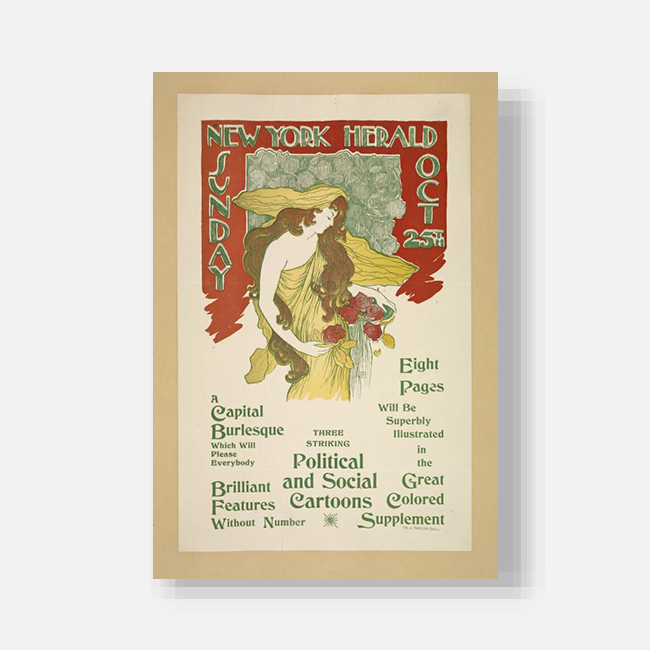 NEW YORK HERALD
SUNDAY
OCT
25TH
Eight
Pages
Will Be
Superbly
Illustrated
in
the
Great
Colored
Supplement
A
Capital
Burlesque
Which Will
Please
Everybody
Brilliant
Features
Without Number
THREE
STRIKING
Political
and Social
Cartoons